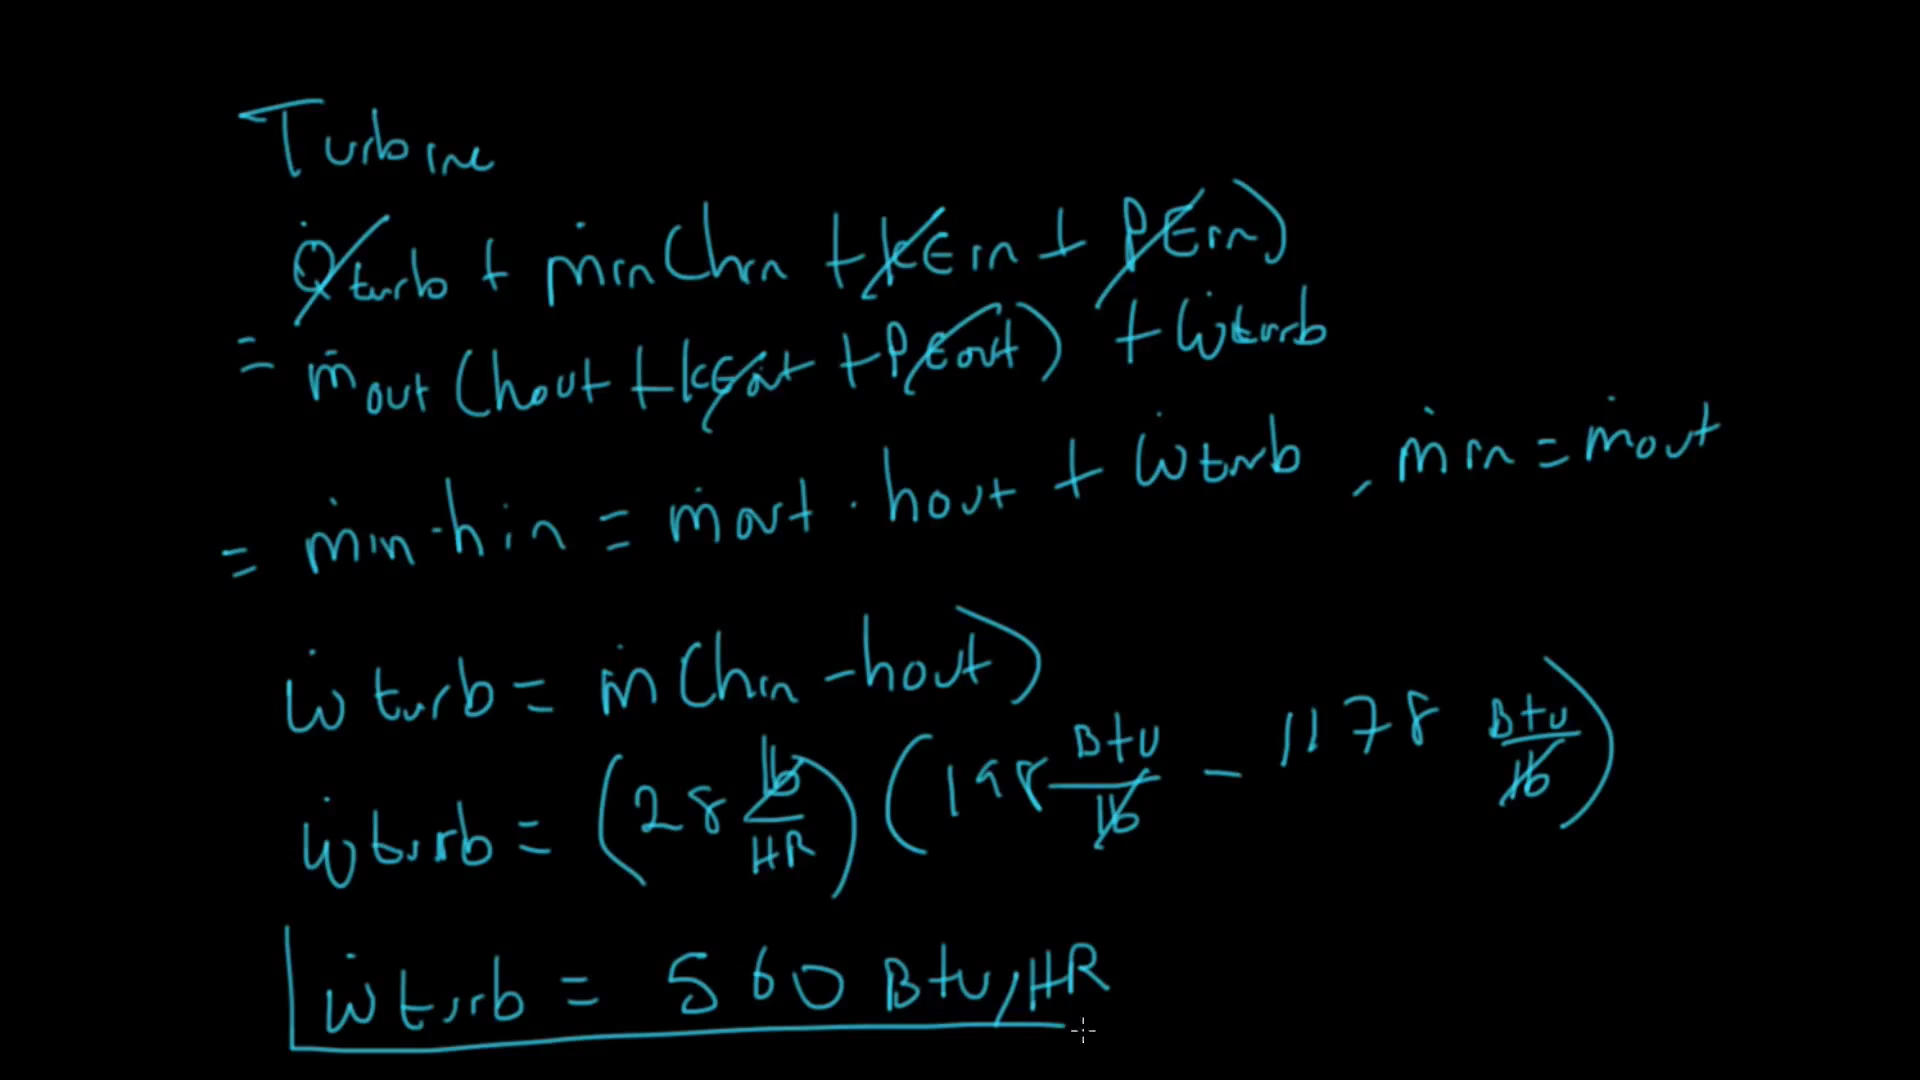 Turbine
Q̇turb + ṁin(hin + KEin + PEin)
= ṁout (hout + KEout + PEout) + Ẇturb
= ṁin·hin = ṁout · hout + Ẇturb , ṁin = ṁout
Ẇturb = ṁ(hin - hout)
Ẇturb = (28 lb/HR) (198 Btu/lb - 1178 Btu/lb)
Ẇturb = 560 Btu/HR